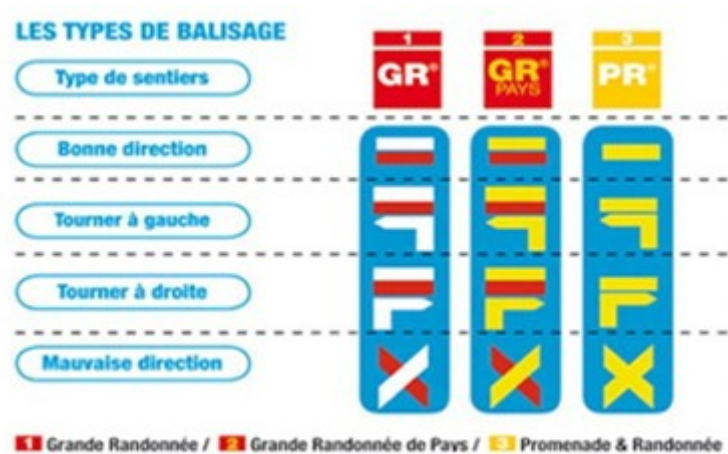 LES TYPES DE BALISAGE
1 2 3
Type de sentiers GR® GR® PAYS PR®
Bonne direction
Tourner à gauche
Tourner à droite
Mauvaise direction
1 Grande Randonnée / 2 Grande Randonnée de Pays / 3 Promenade & Randonnée